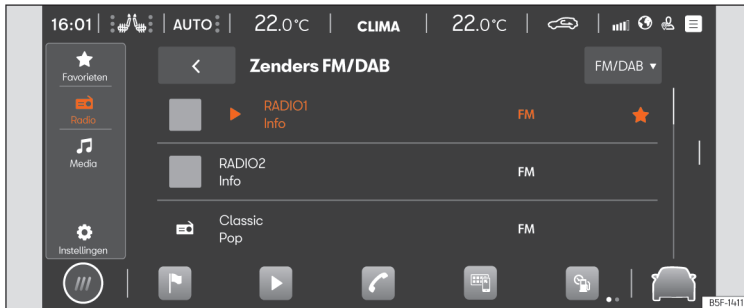 16:01 AUTO 22.0°C CLIMA 22.0°C
Favorieten
Radio
Media
Instellingen
Zenders FM/DAB FM/DAB
RADIO1 FM
Info
RADIO2 FM
Info
Classic FM
Pop
B5F-1411